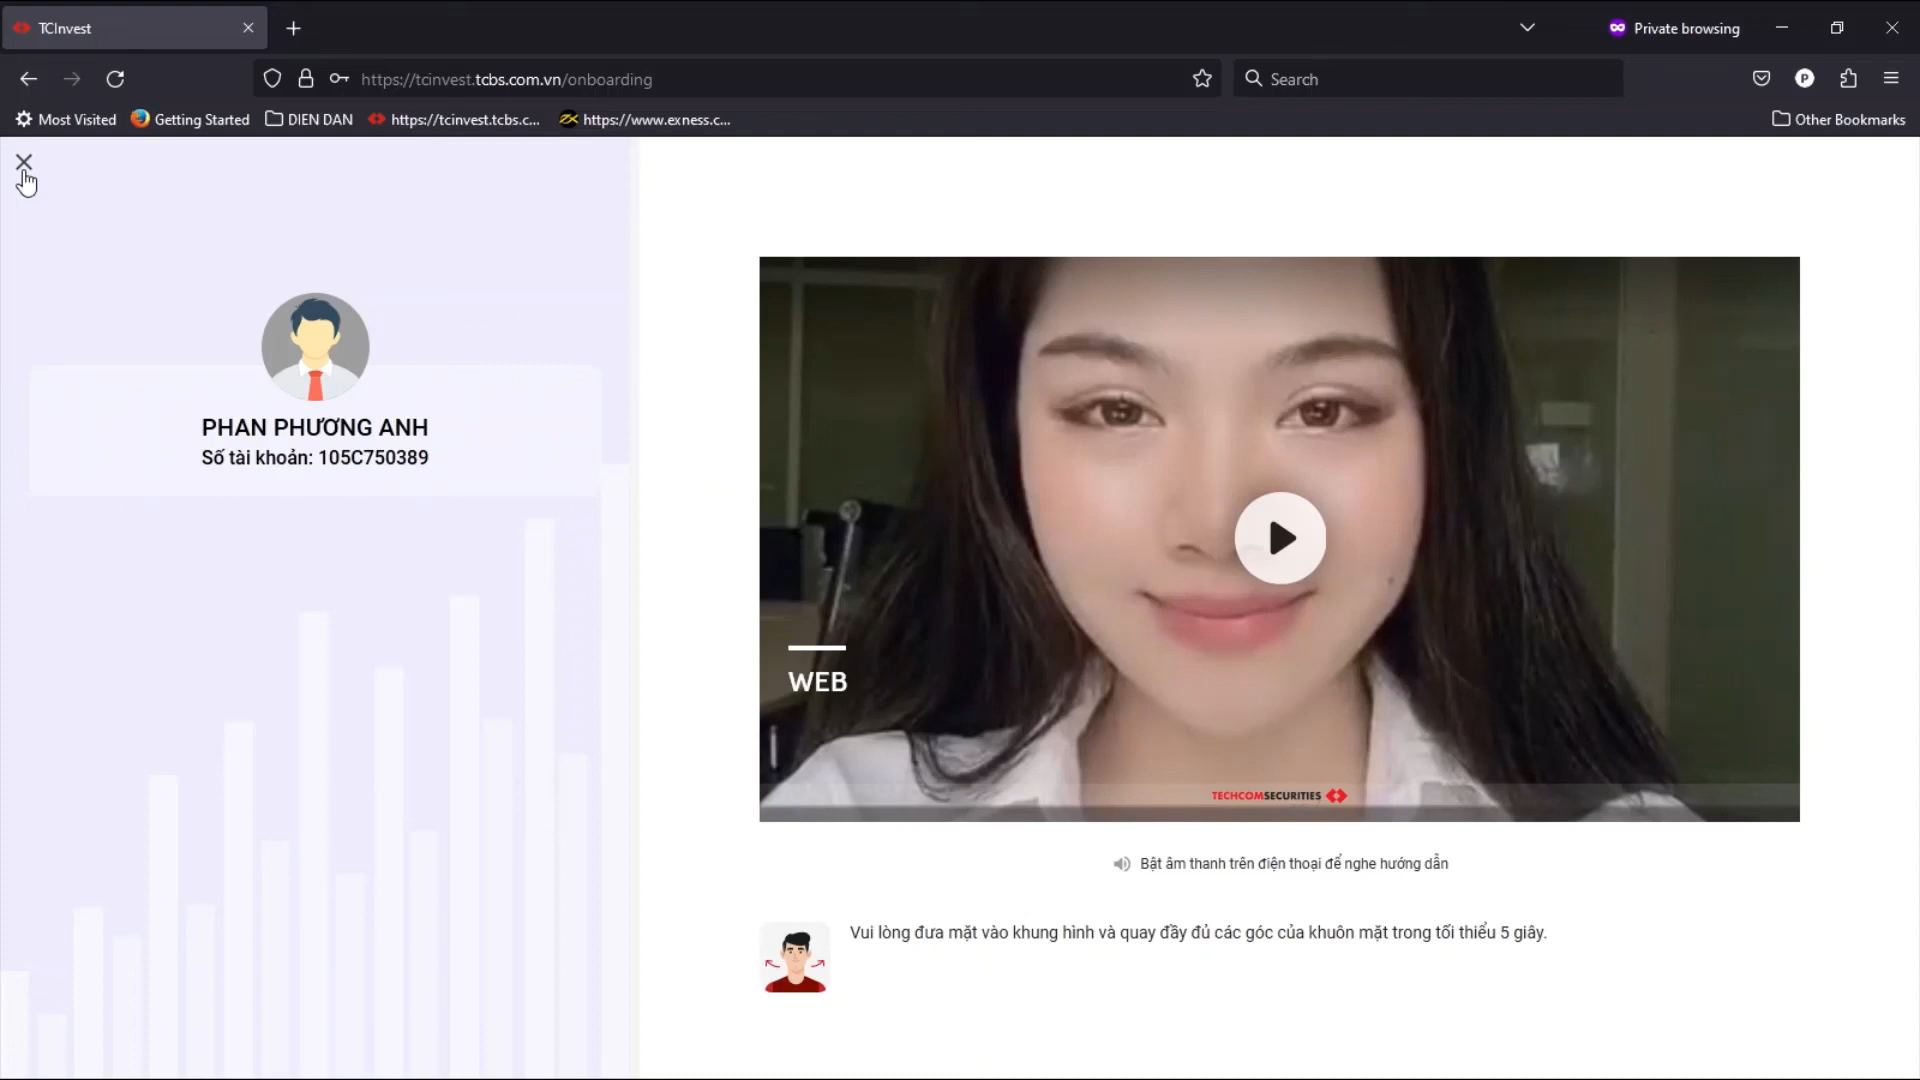 TCInvest
Private browsing
https://tcinvest.tcbs.com.vn/onboarding
Search
Most Visited
Getting Started
DIEN DAN
https://tcinvest.tcbs.c...
https://www.exness.c...
Other Bookmarks
PHAN PHƯƠNG ANH
Số tài khoản: 105C750389
WEB
TECHCOMSECURITIES
Bật âm thanh trên điện thoại để nghe hướng dẫn
Vui lòng đưa mặt vào khung hình và quay đầy đủ các góc của khuôn mặt trong tối thiểu 5 giây.